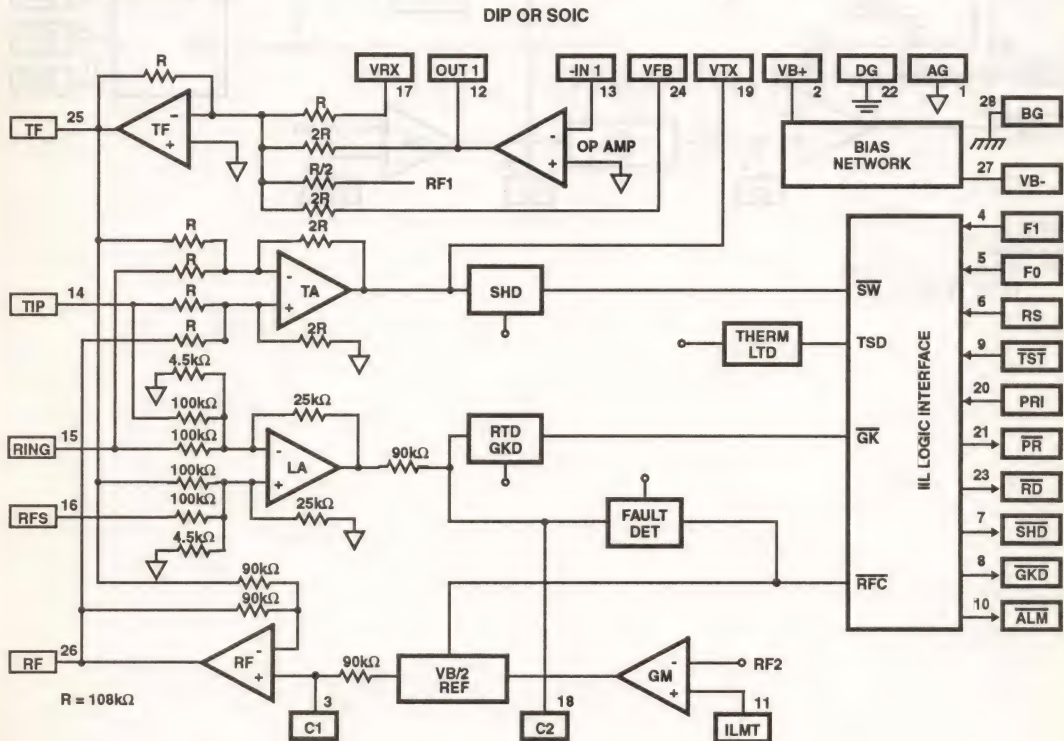 DIP OR SOIC
R
VRX
OUT 1
-IN 1
VFB
VTX
VB+
DG
AG
17
12
13
24
19
2
22
1
28
BG
TF
25
TF
-
+
R
2R
R/2
RF1
2R
-
+
OP AMP
BIAS
NETWORK
27
VB-
R
R
TIP
14
R
R
2R
-
+
TA
2R
SHD
SW
THERM
LTD
TSD
IIL LOGIC INTERFACE
4
F1
5
F0
6
RS
9
TST
20
PRI
21
PR
23
RD
7
SHD
8
GKD
10
ALM
4.5kΩ
100kΩ
RING
15
100kΩ
100kΩ
RFS
16
100kΩ
4.5kΩ
25kΩ
-
+
LA
25kΩ
90kΩ
RTD
GKD
GK
FAULT
DET
RFC
90kΩ
90kΩ
RF
26
RF
-
+
90kΩ
VB/2
REF
GM
-
+
RF2
R = 108kΩ
3
C1
18
C2
11
ILMT